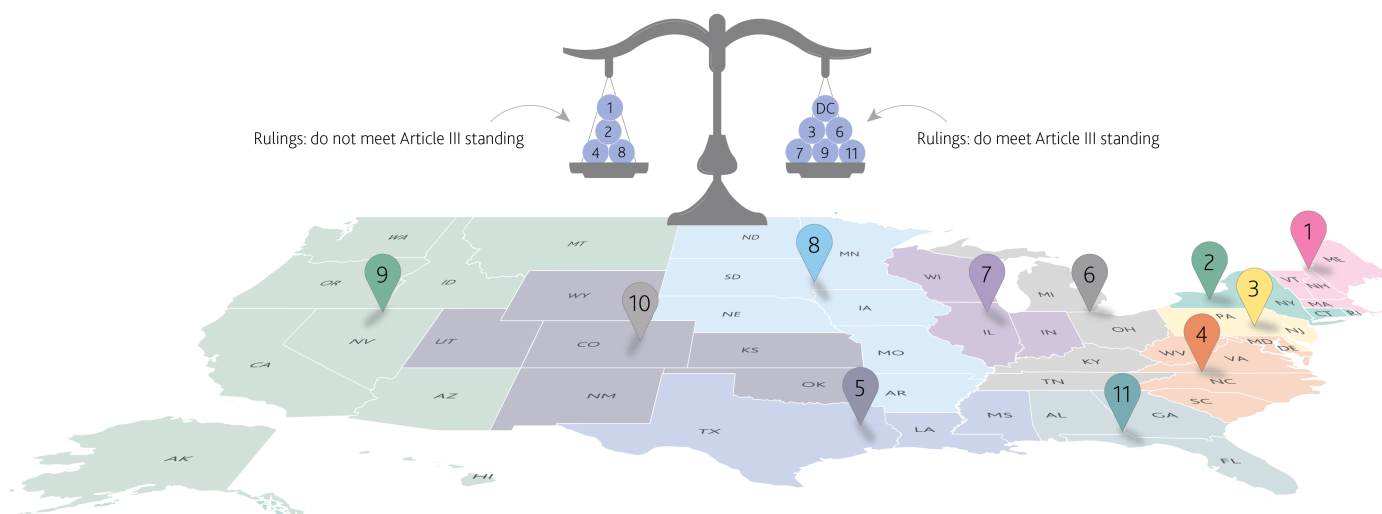 DC
1
2
3 6
4 8
7 9 11
Rulings: do not meet Article III standing
Rulings: do meet Article III standing
1
2
3
4
5
6
7
8
9
10
11
WA
MT
ND
MN
ME
OR
ID
SD
WI
VT
NH
WY
MI
NY
MA
NE
IA
CT
RI
PA
NJ
NV
UT
CO
IL
IN
OH
KS
MO
WV
MD
DE
VA
CA
KY
OK
TN
NC
AZ
NM
AR
SC
TX
LA
MS
AL
GA
AK
HI
FL